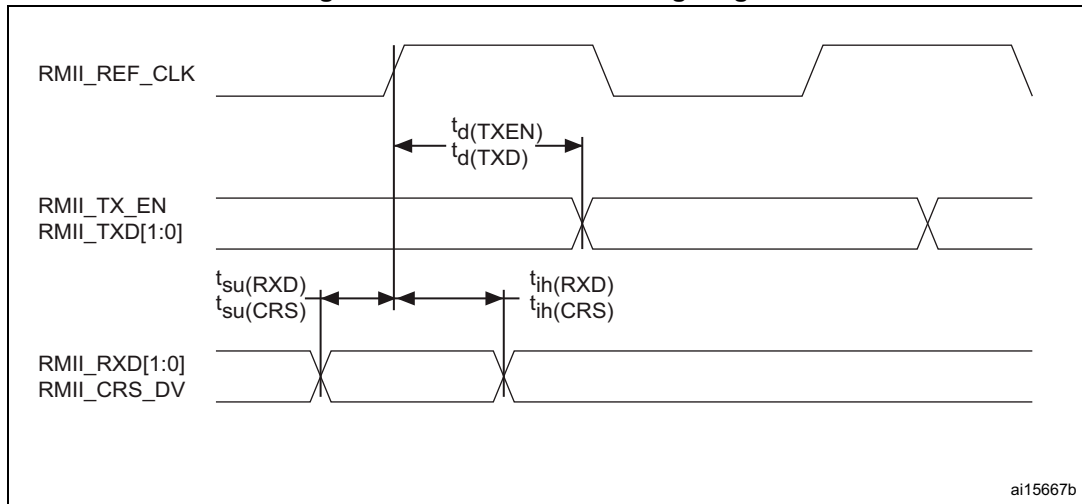 RMII_REF_CLK
td(TXEN)
td(TXD)
RMII_TX_EN
RMII_TXD[1:0]
tsu(RXD)
tsu(CRS)
tih(RXD)
tih(CRS)
RMII_RXD[1:0]
RMII_CRS_DV
ai15667b